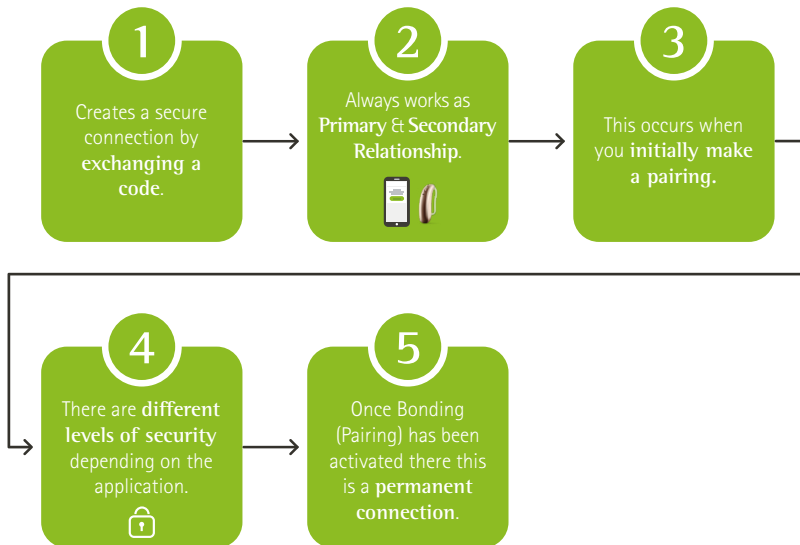 1
Creates a secure
connection by
exchanging a
code.
2
Always works as
Primary & Secondary
Relationship.
3
This occurs when
you initially make
a pairing.
4
There are different
levels of security
depending on the
application.
5
Once Bonding
(Pairing) has been
activated there this
is a permanent
connection.